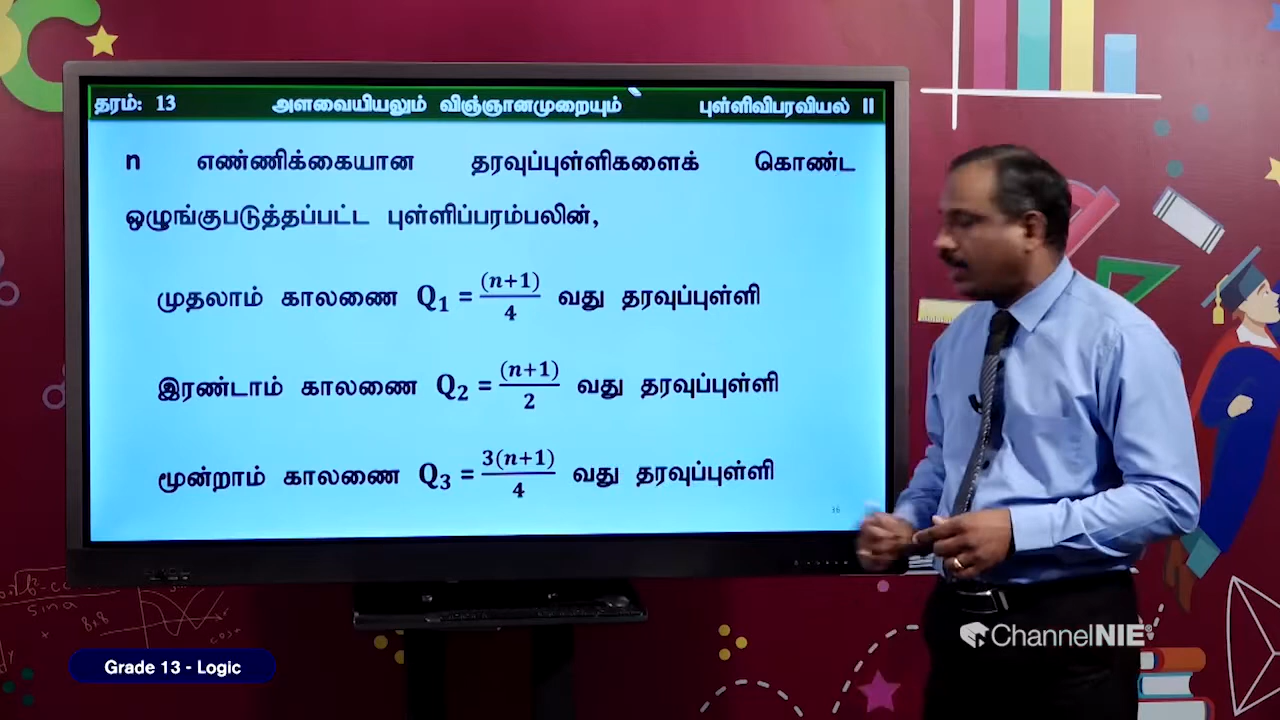 தரம்: 13 அளவையியலும் விஞ்ஞானமுறையும் புள்ளிவிபரவியல் II
n எண்ணிக்கையான தரவுப்புள்ளிகளைக் கொண்ட
ஒழுங்குபடுத்தப்பட்ட புள்ளிப்பரம்பலின்,
முதலாம் காலணை Q₁ = (n+1)/4 வது தரவுப்புள்ளி
இரண்டாம் காலணை Q₂ = (n+1)/2 வது தரவுப்புள்ளி
மூன்றாம் காலணை Q₃ = 3(n+1)/4 வது தரவுப்புள்ளி
36
ChannelNIE
Grade 13 - Logic